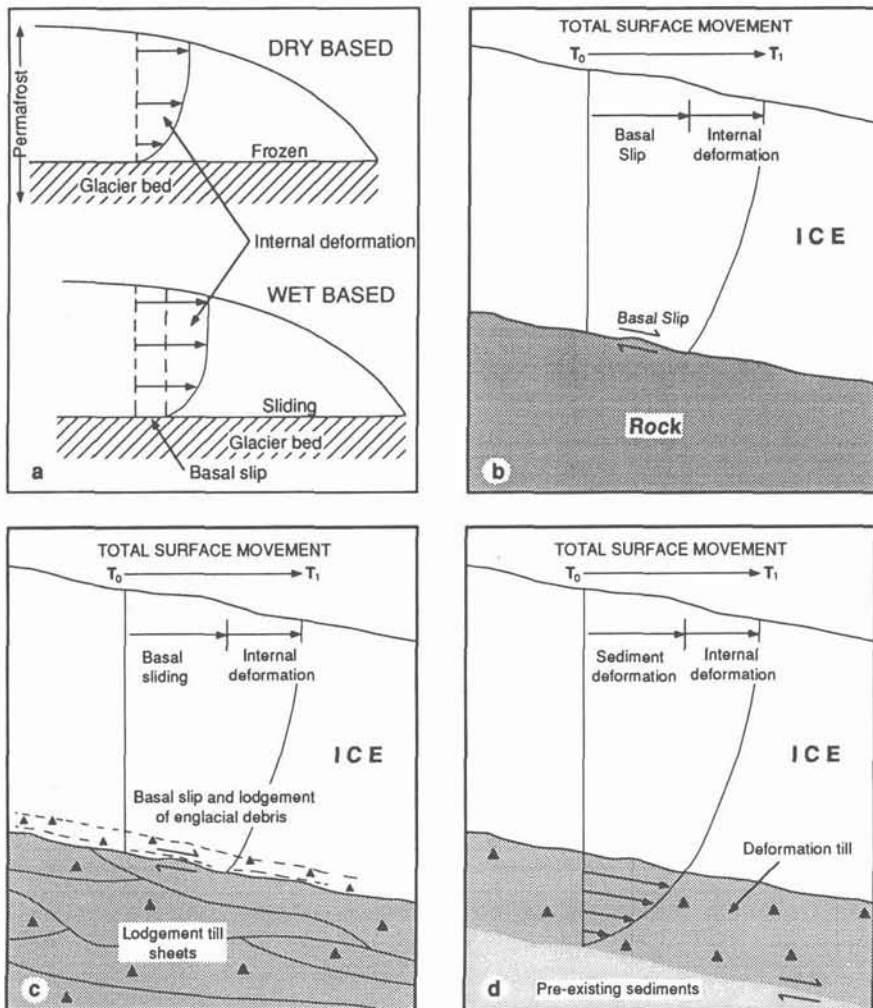 DRY BASED
Permafrost
Frozen
Glacier bed
Internal deformation
WET BASED
Sliding
Glacier bed
a
Basal slip
TOTAL SURFACE MOVEMENT
T₀ T₁
Basal Internal
Slip deformation
ICE
Basal Slip
Rock
b
TOTAL SURFACE MOVEMENT
T₀ T₁
Basal Internal
sliding deformation
ICE
Basal slip and lodgement
of englacial debris
Lodgement till
sheets
c
TOTAL SURFACE MOVEMENT
T₀ T₁
Sediment Internal
deformation deformation
ICE
Deformation till
d
Pre-existing sediments